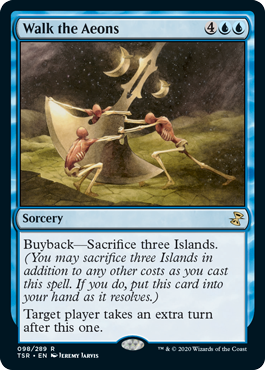 Walk the Aeons 4
Sorcery
Buyback—Sacrifice three Islands.
(You may sacrifice three Islands in
addition to any other costs as you cast
this spell. If you do, put this card into
your hand as it resolves.)
Target player takes an extra turn
after this one.
098/289 R
TSR • EN JEREMY JARVIS ™ & © 2020 Wizards of the Coast